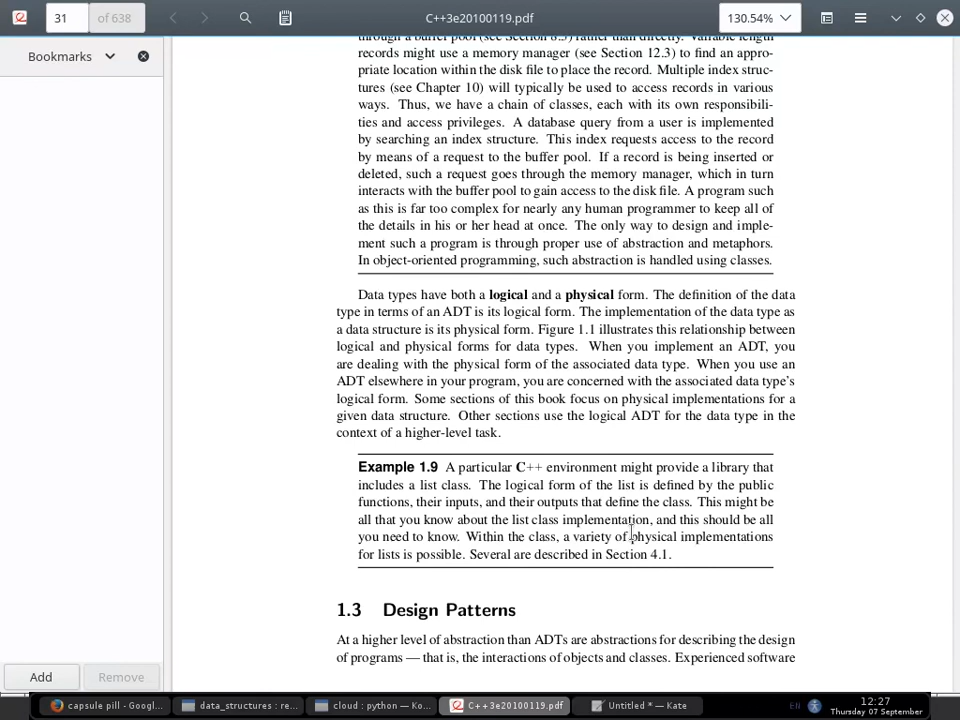 31 of 638 C++3e20100119.pdf 130.54%
Bookmarks
through a buffer pool (see Section 8.3) rather than directly. Variable length
records might use a memory manager (see Section 12.3) to find an appro-
priate location within the disk file to place the record. Multiple index struc-
tures (see Chapter 10) will typically be used to access records in various
ways. Thus, we have a chain of classes, each with its own responsibili-
ties and access privileges. A database query from a user is implemented
by searching an index structure. This index requests access to the record
by means of a request to the buffer pool. If a record is being inserted or
deleted, such a request goes through the memory manager, which in turn
interacts with the buffer pool to gain access to the disk file. A program such
as this is far too complex for nearly any human programmer to keep all of
the details in his or her head at once. The only way to design and imple-
ment such a program is through proper use of abstraction and metaphors.
In object-oriented programming, such abstraction is handled using classes.
Data types have both a logical and a physical form. The definition of the data
type in terms of an ADT is its logical form. The implementation of the data type as
a data structure is its physical form. Figure 1.1 illustrates this relationship between
logical and physical forms for data types. When you implement an ADT, you
are dealing with the physical form of the associated data type. When you use an
ADT elsewhere in your program, you are concerned with the associated data type's
logical form. Some sections of this book focus on physical implementations for a
given data structure. Other sections use the logical ADT for the data type in the
context of a higher-level task.
Example 1.9 A particular C++ environment might provide a library that
includes a list class. The logical form of the list is defined by the public
functions, their inputs, and their outputs that define the class. This might be
all that you know about the list class implementation, and this should be all
you need to know. Within the class, a variety of physical implementations
for lists is possible. Several are described in Section 4.1.
1.3 Design Patterns
At a higher level of abstraction than ADTs are abstractions for describing the design
of programs — that is, the interactions of objects and classes. Experienced software
Add Remove
capsule pill - Googl... data_structures : re... cloud : python — Ko... C++3e20100119.pdf Untitled * — Kate EN 12:27
Thursday 07 September